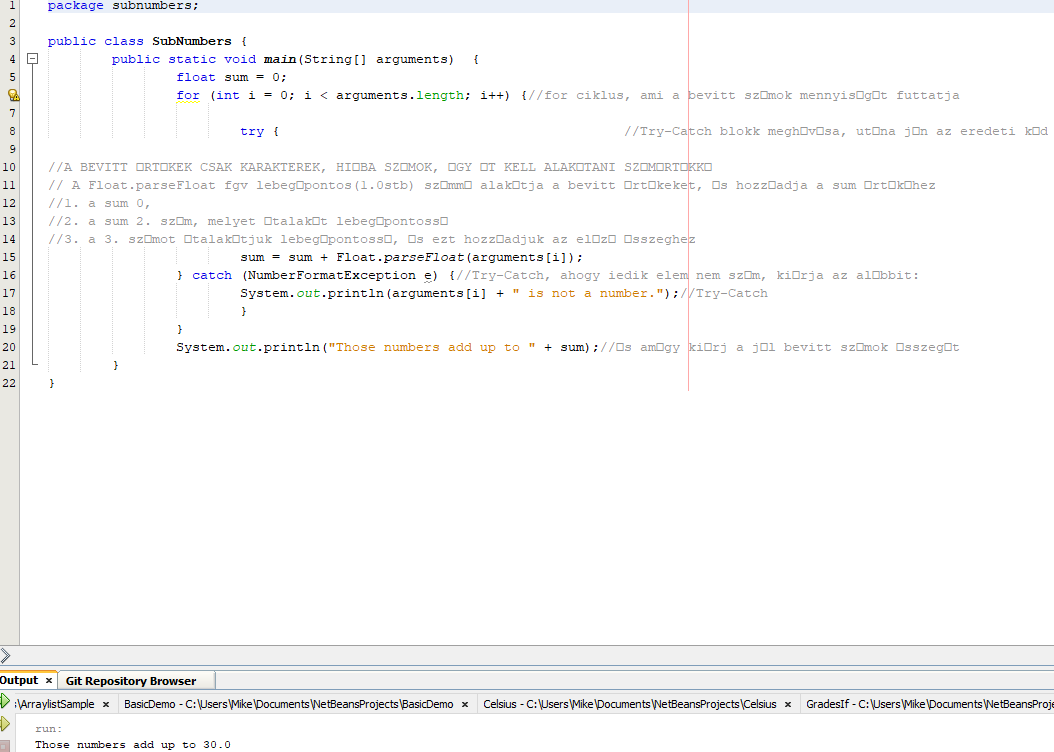 1 package subnumbers;
2
3 public class SubNumbers {
4 public static void main(String[] arguments) {
5 float sum = 0;
for (int i = 0; i < arguments.length; i++) {//for ciklus, ami a bevitt sz□mok mennyis□g□t futtatja
7
8 try { //Try-Catch blokk megh□v□sa, ut□na j□n az eredeti k□d
9
10 //A BEVITT □RT□KEK CSAK KARAKTEREK, HI□BA SZ□MOK, □GY □T KELL ALAK□TANI SZ□M□RT□KK□
11 // A Float.parseFloat fgv lebeg□pontos(1.0stb) sz□mm□ alak□tja a bevitt □rt□keket, □s hozz□adja a sum □rt□k□hez
12 //1. a sum 0,
13 //2. a sum 2. sz□m, melyet □talak□t lebeg□pontoss□
14 //3. a 3. sz□mot □talak□tjuk lebeg□pontoss□, □s ezt hozz□adjuk az el□z□ □sszeghez
15 sum = sum + Float.parseFloat(arguments[i]);
16 } catch (NumberFormatException e) {//Try-Catch, ahogy iedik elem nem sz□m, ki□rja az al□bbit:
17 System.out.println(arguments[i] + " is not a number.");//Try-Catch
18 }
19 }
20 System.out.println("Those numbers add up to " + sum);//□s am□gy ki□rj a j□l bevitt sz□mok □sszeg□t
21 }
22 }
Output × Git Repository Browser
:\ArraylistSample × BasicDemo - C:\Users\Mike\Documents\NetBeansProjects\BasicDemo × Celsius - C:\Users\Mike\Documents\NetBeansProjects\Celsius × GradesIf - C:\Users\Mike\Documents\NetBeansProje
run:
Those numbers add up to 30.0